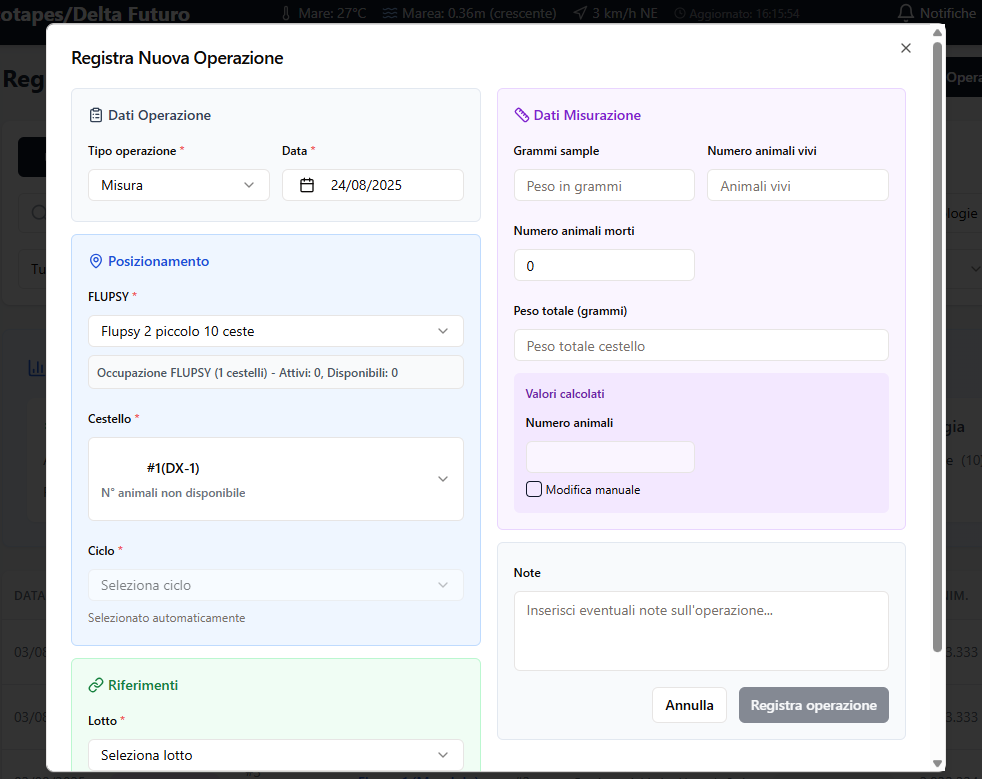 otapes/Delta Futuro
Mare: 27°C
Marea: 0.36m (crescente)
3 km/h NE
Aggiornato: 16:15:54
Notifiche
Reg
Opera
Registra Nuova Operazione
Dati Operazione
Tipo operazione *
Data *
Misura
24/08/2025
Posizionamento
FLUPSY *
Flupsy 2 piccolo 10 ceste
Occupazione FLUPSY (1 cestelli) - Attivi: 0, Disponibili: 0
Cestello *
#1(DX-1)
N° animali non disponibile
Ciclo *
Seleziona ciclo
Selezionato automaticamente
Riferimenti
Lotto *
Seleziona lotto
Dati Misurazione
Grammi sample
Numero animali vivi
Peso in grammi
Animali vivi
Numero animali morti
0
Peso totale (grammi)
Peso totale cestello
Valori calcolati
Numero animali
Modifica manuale
Note
Inserisci eventuali note sull'operazione...
Annulla
Registra operazione
Tu
logie
gia
e (10)
DATA
IM.
03/08
3.333
03/08
3.333